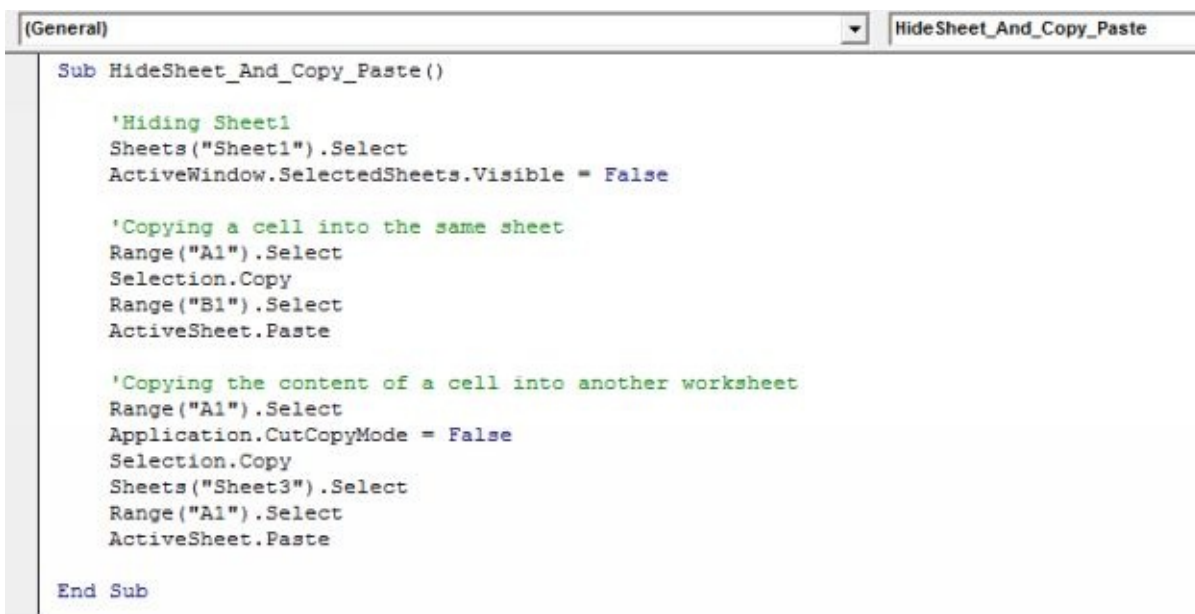 (General) HideSheet_And_Copy_Paste
Sub HideSheet_And_Copy_Paste()
'Hiding Sheet1
Sheets("Sheet1").Select
ActiveWindow.SelectedSheets.Visible = False
'Copying a cell into the same sheet
Range("A1").Select
Selection.Copy
Range("B1").Select
ActiveSheet.Paste
'Copying the content of a cell into another worksheet
Range("A1").Select
Application.CutCopyMode = False
Selection.Copy
Sheets("Sheet3").Select
Range("A1").Select
ActiveSheet.Paste
End Sub